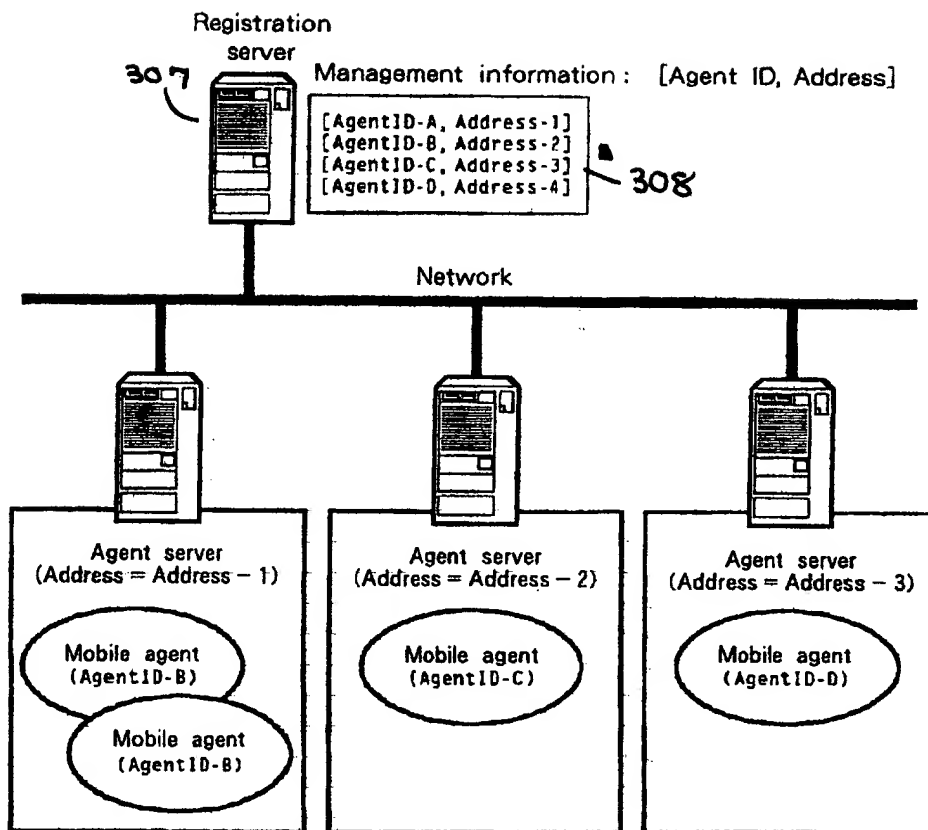 Registration
server
307
Management information : [Agent ID, Address]
[AgentID-A, Address-1]
[AgentID-B, Address-2]
[AgentID-C, Address-3]
[AgentID-D, Address-4]
308
Network
Agent server
(Address = Address - 1)
Mobile agent
(AgentID-B)
Mobile agent
(AgentID-B)
Agent server
(Address = Address - 2)
Mobile agent
(AgentID-C)
Agent server
(Address = Address - 3)
Mobile agent
(AgentID-D)